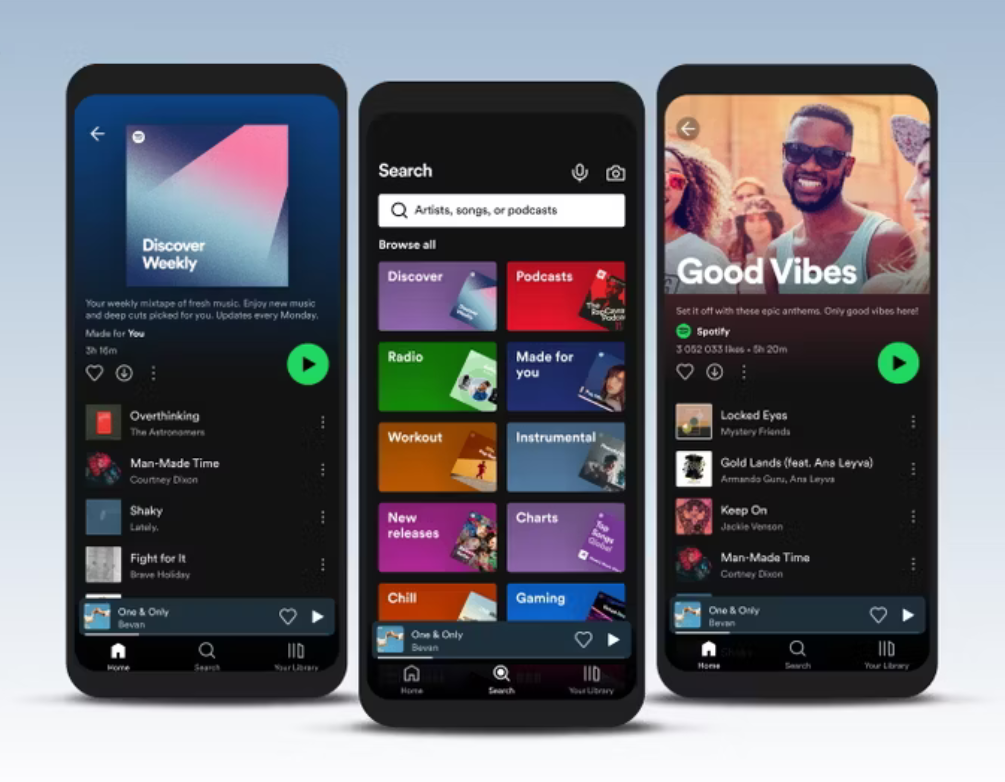 Discover
Weekly
Your weekly mixtape of fresh music. Enjoy new music
and deep cuts picked for you. Updates every Monday.
Made for You
3h 16m
Overthinking
The Astronomers
Man-Made Time
Courtney Dixon
Shaky
Lately.
Fight for It
Brave Holiday
One & Only
Bevan
Home
Search
Your Library
Search
Artists, songs, or podcasts
Browse all
Discover
Podcasts
Radio
Made for
you
Workout
Instrumental
New
releases
Charts
Top
Songs
Global
Chill
Gaming
One & Only
Bevan
Home
Search
Your Library
Good Vibes
Set it off with these epic anthems. Only good vibes here!
Spotify
3 052 033 likes • 5h 20m
Locked Eyes
Mystery Friends
Gold Lands (feat. Ana Leyva)
Armando Guru, Ana Leyva
Keep On
Jackie Venson
Man-Made Time
Cortney Dixon
One & Only
Bevan
Home
Search
Your Library